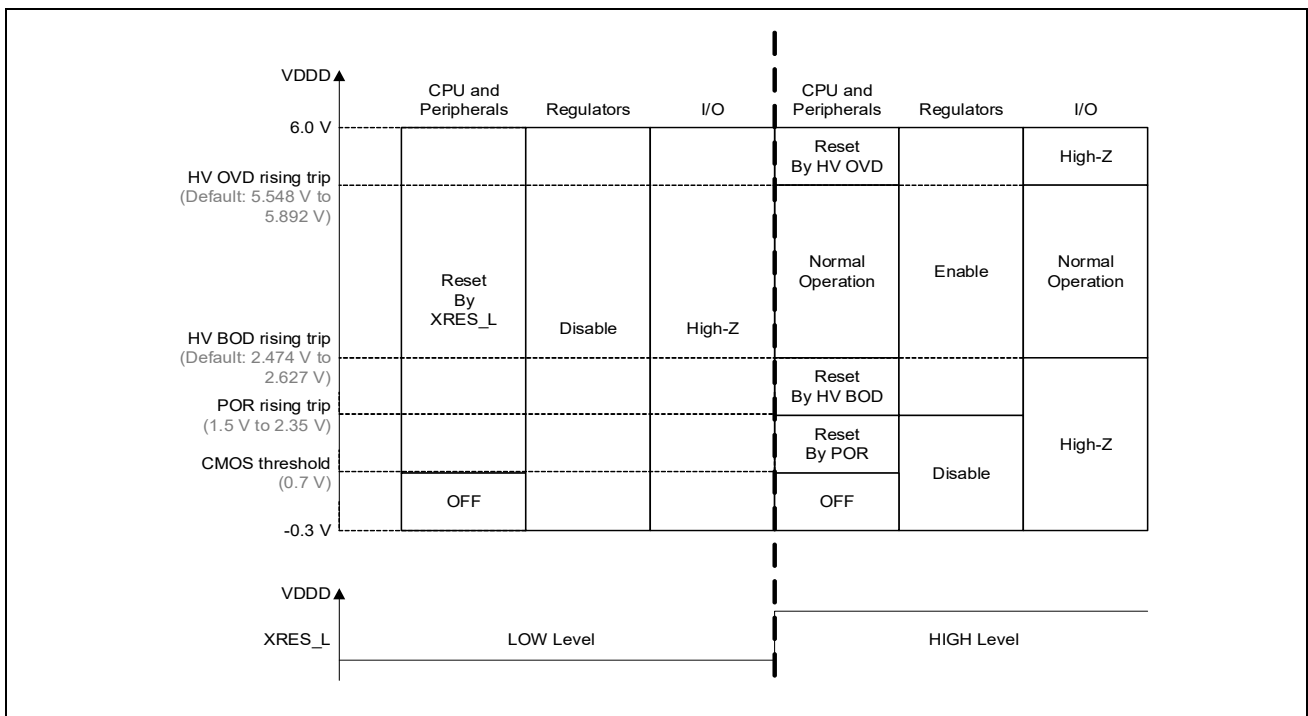 VDDD
CPU and
Peripherals
Regulators
I/O
CPU and
Peripherals
Regulators
I/O
6.0 V
Reset
By HV OVD
High-Z
HV OVD rising trip
(Default: 5.548 V to
5.892 V)
Reset
By
XRES_L
Disable
High-Z
Normal
Operation
Enable
Normal
Operation
HV BOD rising trip
(Default: 2.474 V to
2.627 V)
Reset
By HV BOD
POR rising trip
(1.5 V to 2.35 V)
Reset
By POR
High-Z
CMOS threshold
(0.7 V)
Disable
OFF
OFF
-0.3 V
VDDD
XRES_L
LOW Level
HIGH Level